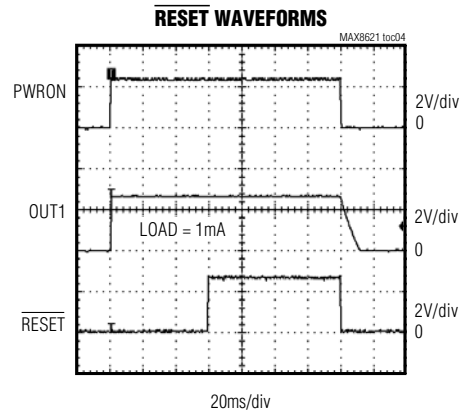 RESET WAVEFORMS
MAX8621 toc04
PWRON
2V/div
0
OUT1
LOAD = 1mA
2V/div
0
RESET
2V/div
0
20ms/div